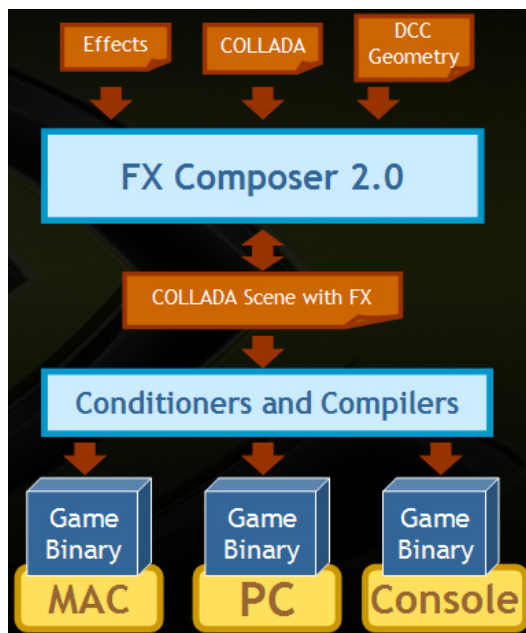 Effects
COLLADA
DCC
Geometry
FX Composer 2.0
COLLADA Scene with FX
Conditioners and Compilers
Game
Binary
Game
Binary
Game
Binary
MAC
PC
Console